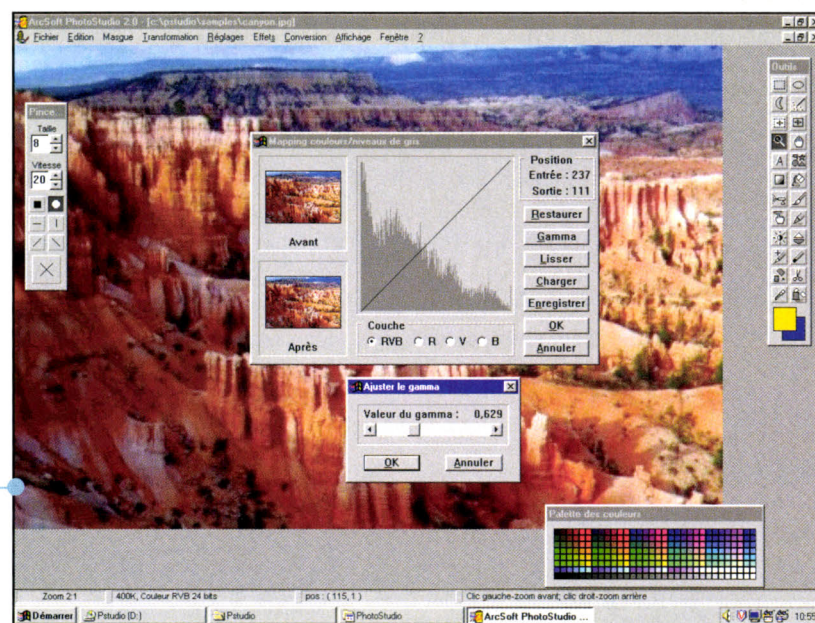 ArcSoft PhotoStudio 2.0 - [c:\pstudio\samples\canyon.jpg]
Fichier Edition Masque Transformation Réglages Effets Conversion Affichage Fenêtre ?
Pince
Taille
8
Vitesse
20
Outils
A
Mapping couleurs/niveaux de gris
Avant
Après
Position
Entrée : 237
Sortie : 111
Restaurer
Gamma
Lisser
Charger
Enregistrer
OK
Annuler
Couche
RVB R V B
Ajuster le gamma
Valeur du gamma : 0,629
OK Annuler
Palette des couleurs
Zoom 2:1 400K, Couleur RVB 24 bits pos : ( 115, 1 ) Clic gauche-zoom avant; clic droit-zoom arrière
Démarrer Pstudio (D:) Pstudio PhotoStudio ArcSoft PhotoStudio ... 10:55